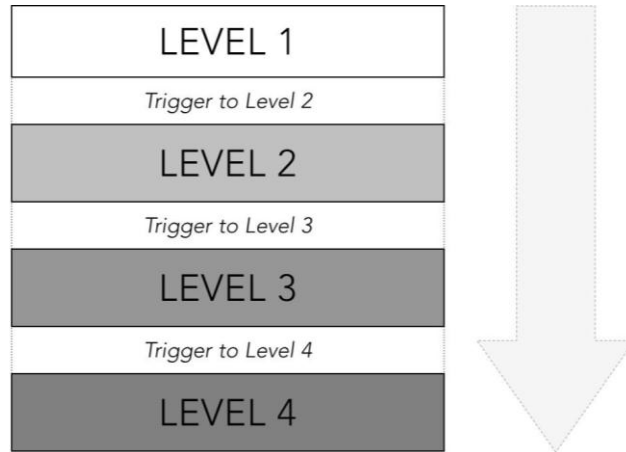 LEVEL 1
Trigger to Level 2
LEVEL 2
Trigger to Level 3
LEVEL 3
Trigger to Level 4
LEVEL 4